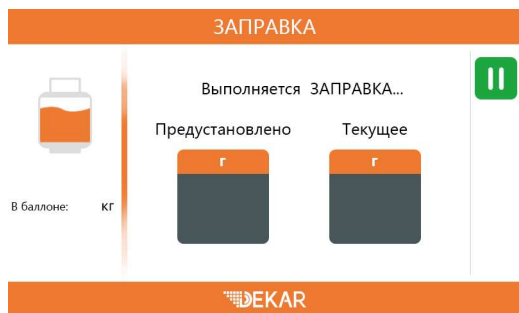 ЗАПРАВКА
Выполняется ЗАПРАВКА...
Предустановлено Текущее
г г
В баллоне: кг
DEKAR